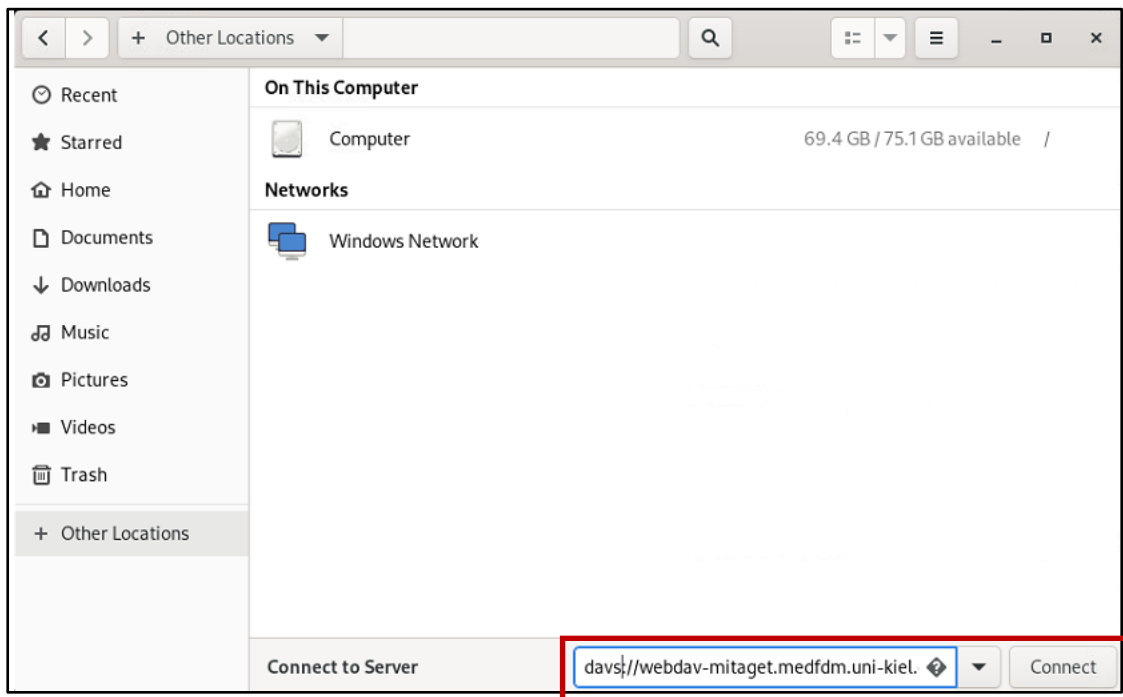 Other Locations
On This Computer
Recent
Computer 69.4 GB / 75.1 GB available /
Starred
Home
Networks
Documents
Windows Network
Downloads
Music
Pictures
Videos
Trash
Other Locations
Connect to Server davs://webdav-mitaget.medfdm.uni-kiel. Connect